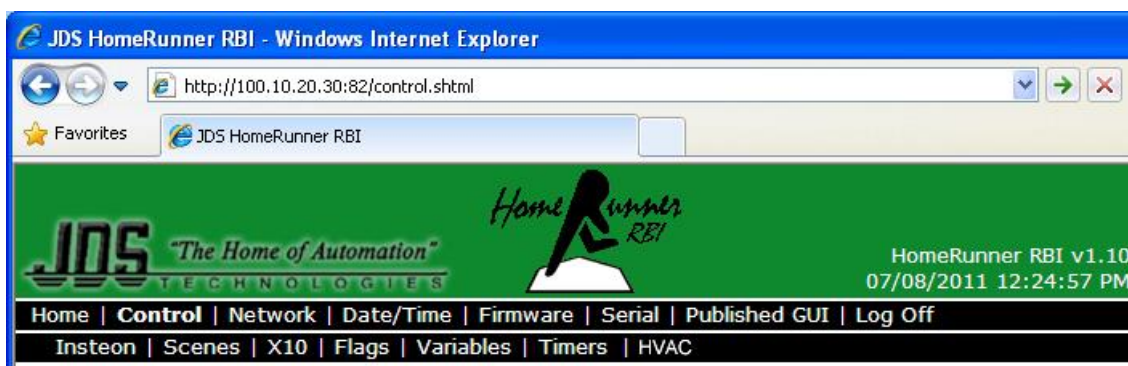 JDS HomeRunner RBI - Windows Internet Explorer
http://100.10.20.30:82/control.shtml
Favorites
JDS HomeRunner RBI
Home Runner
RBI
JDS "The Home of Automation"
TECHNOLOGIES
HomeRunner RBI v1.10
07/08/2011 12:24:57 PM
Home | Control | Network | Date/Time | Firmware | Serial | Published GUI | Log Off
Insteon | Scenes | X10 | Flags | Variables | Timers | HVAC